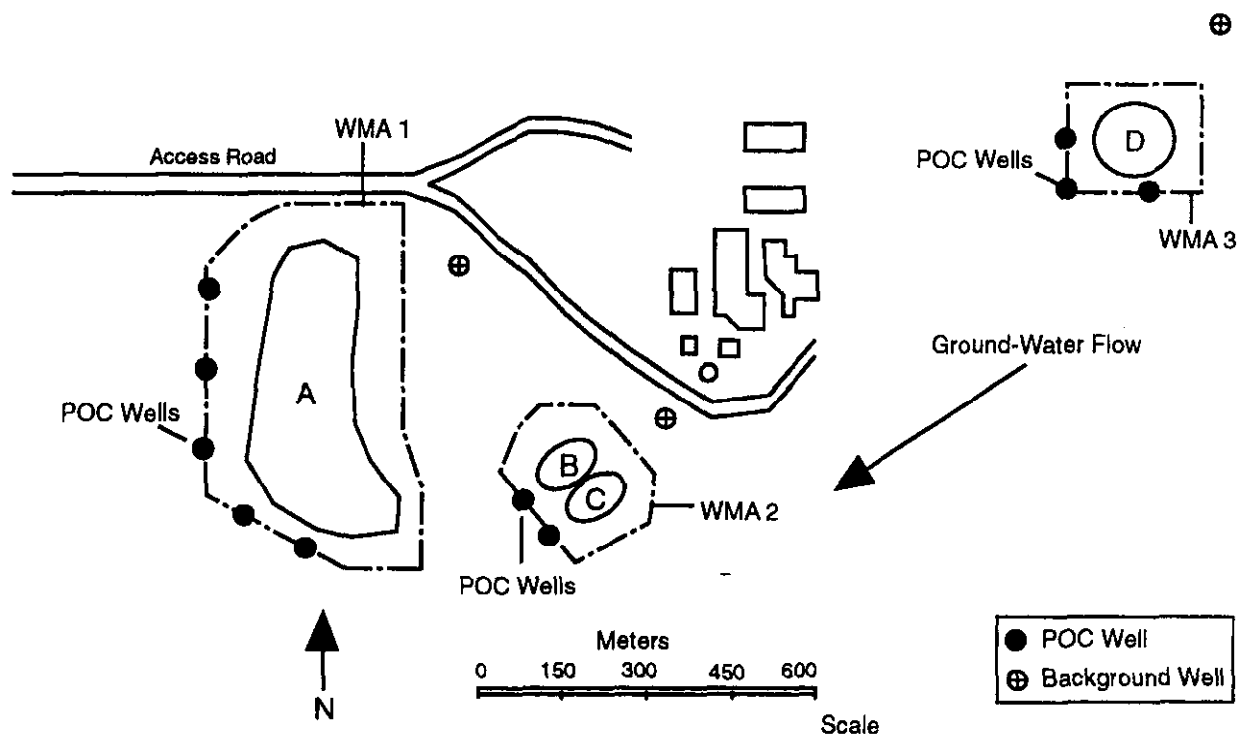 WMA 1
Access Road
POC Wells
D
WMA 3
A
POC Wells
Ground-Water Flow
B
C
WMA 2
POC Wells
N
Meters
0 150 300 450 600
Scale
POC Well
Background Well